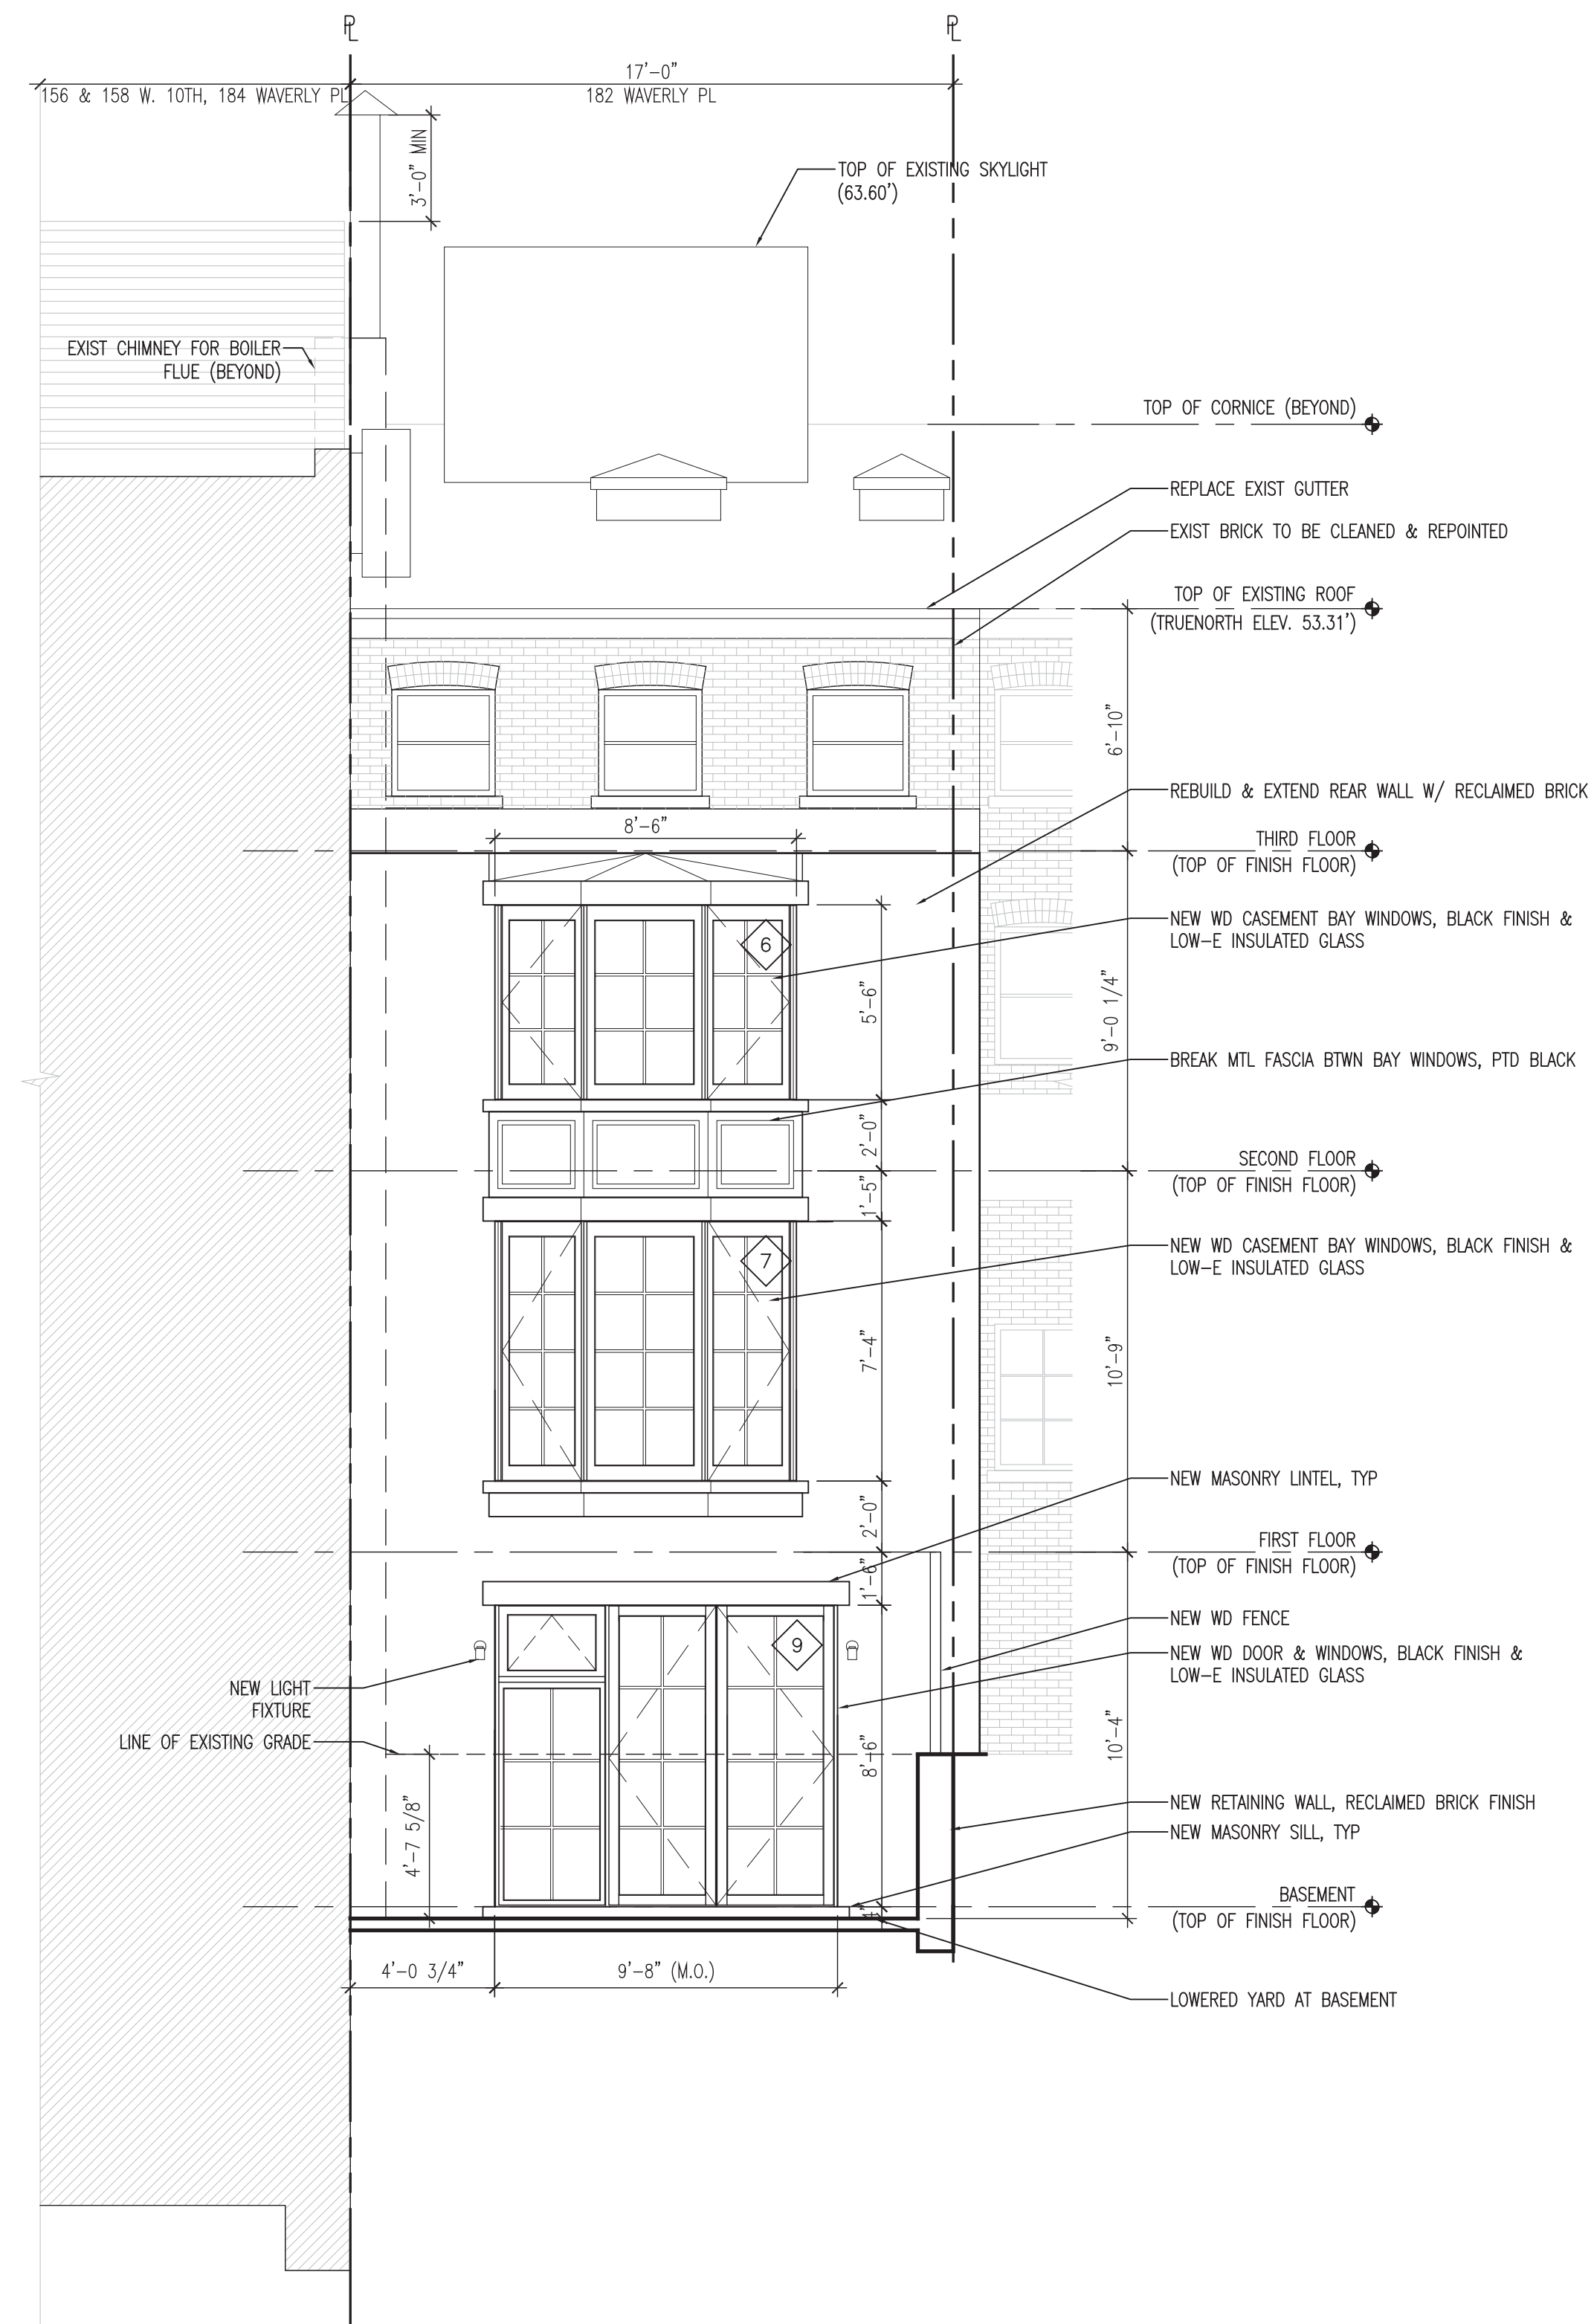 PL
PL
17'-0"
156 & 158 W. 10TH, 184 WAVERLY PL
182 WAVERLY PL
3'-0" MIN
TOP OF EXISTING SKYLIGHT
(63.60')
EXIST CHIMNEY FOR BOILER
FLUE (BEYOND)
TOP OF CORNICE (BEYOND)
REPLACE EXIST GUTTER
EXIST BRICK TO BE CLEANED & REPOINTED
TOP OF EXISTING ROOF
(TRUENORTH ELEV. 53.31')
6'-10"
REBUILD & EXTEND REAR WALL W/ RECLAIMED BRICK
8'-6"
THIRD FLOOR
(TOP OF FINISH FLOOR)
NEW WD CASEMENT BAY WINDOWS, BLACK FINISH &
LOW-E INSULATED GLASS
6
5'-6"
9'-0 1/4"
BREAK MTL FASCIA BTWN BAY WINDOWS, PTD BLACK
2'-0"
SECOND FLOOR
(TOP OF FINISH FLOOR)
1'-5"
NEW WD CASEMENT BAY WINDOWS, BLACK FINISH &
LOW-E INSULATED GLASS
7
7'-4"
10'-9"
NEW MASONRY LINTEL, TYP
2'-0"
FIRST FLOOR
(TOP OF FINISH FLOOR)
1'-6"
NEW WD FENCE
9
NEW WD DOOR & WINDOWS, BLACK FINISH &
LOW-E INSULATED GLASS
NEW LIGHT
FIXTURE
LINE OF EXISTING GRADE
8'-6"
10'-4"
4'-7 5/8"
NEW RETAINING WALL, RECLAIMED BRICK FINISH
NEW MASONRY SILL, TYP
BASEMENT
(TOP OF FINISH FLOOR)
4"
4'-0 3/4"
9'-8" (M.O.)
LOWERED YARD AT BASEMENT